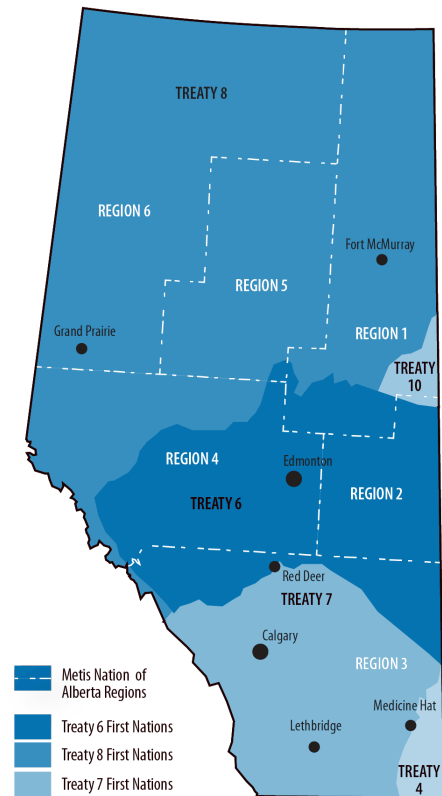 TREATY 8
REGION 6
Fort McMurray
REGION 5
Grand Prairie
REGION 1
TREATY
10
REGION 4
Edmonton
REGION 2
TREATY 6
Red Deer
TREATY 7
Calgary
REGION 3
Metis Nation of
Alberta Regions
Medicine Hat
Treaty 6 First Nations
Lethbridge
Treaty 8 First Nations
TREATY
4
Treaty 7 First Nations